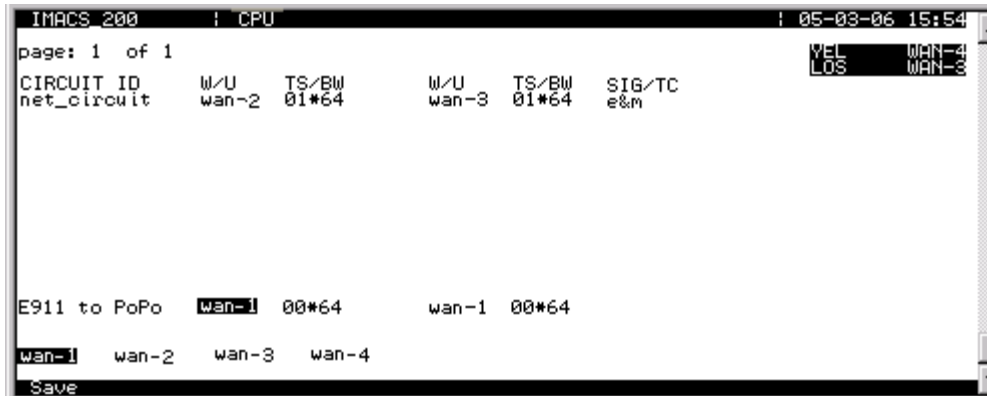 IMACS_200 | CPU | 05-03-06 15:54
page: 1 of 1 YEL WAN-4
LOS WAN-3
CIRCUIT ID W/U TS/BW W/U TS/BW SIG/TC
net_circuit wan-2 01*64 wan-3 01*64 e&m
E911 to PoPo wan-1 00*64 wan-1 00*64
wan-1 wan-2 wan-3 wan-4
Save